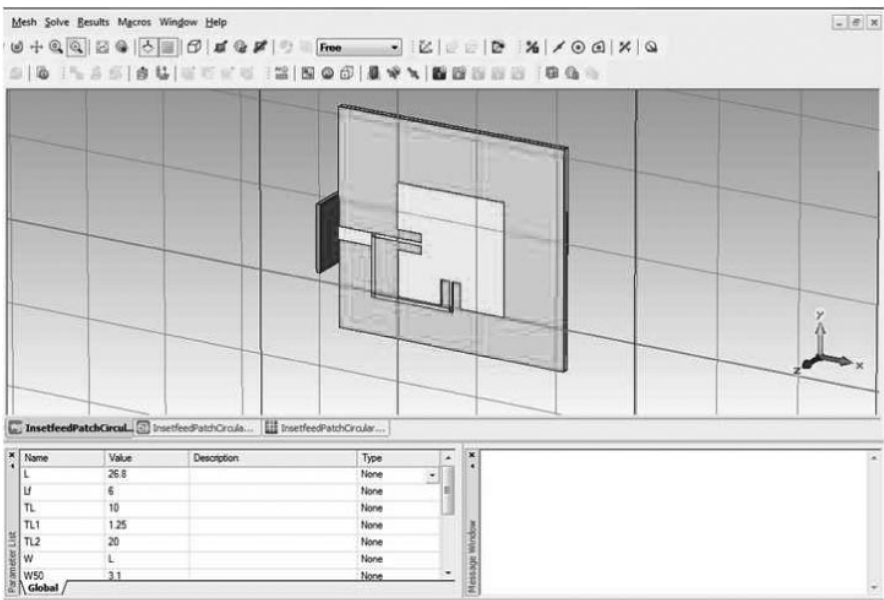 Mesh Solve Results Macros Window Help
Free
y
z
x
InsetfeedPatchCircul... InsetfeedPatchCircula... InsetfeedPatchCircular...
Name Value Description Type
L 26.8 None
Lf 6 None
TL 10 None
TL1 1.25 None
TL2 20 None
W L None
W50 3.1 None
Global
Parameter List
Message Window